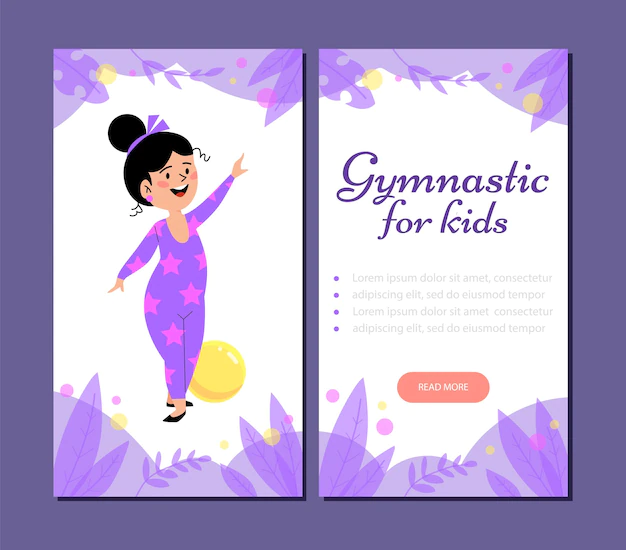 Gymnastic
for kids
Lorem ipsum dolor sit amet consectetur
adipiscing elit, sed do eiusmod tempor
Lorem ipsum dolor sit amet consectetur
adipiscing elit, sed do eiusmod tempor
READ MORE